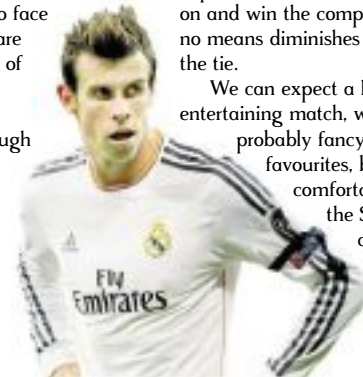 o face
are
of
ugh
on and win the comp
no means diminishes
the tie.
We can expect a
entertaining match, w
probably fancy
favourites, b
comforto
the S
Fly
Emirates